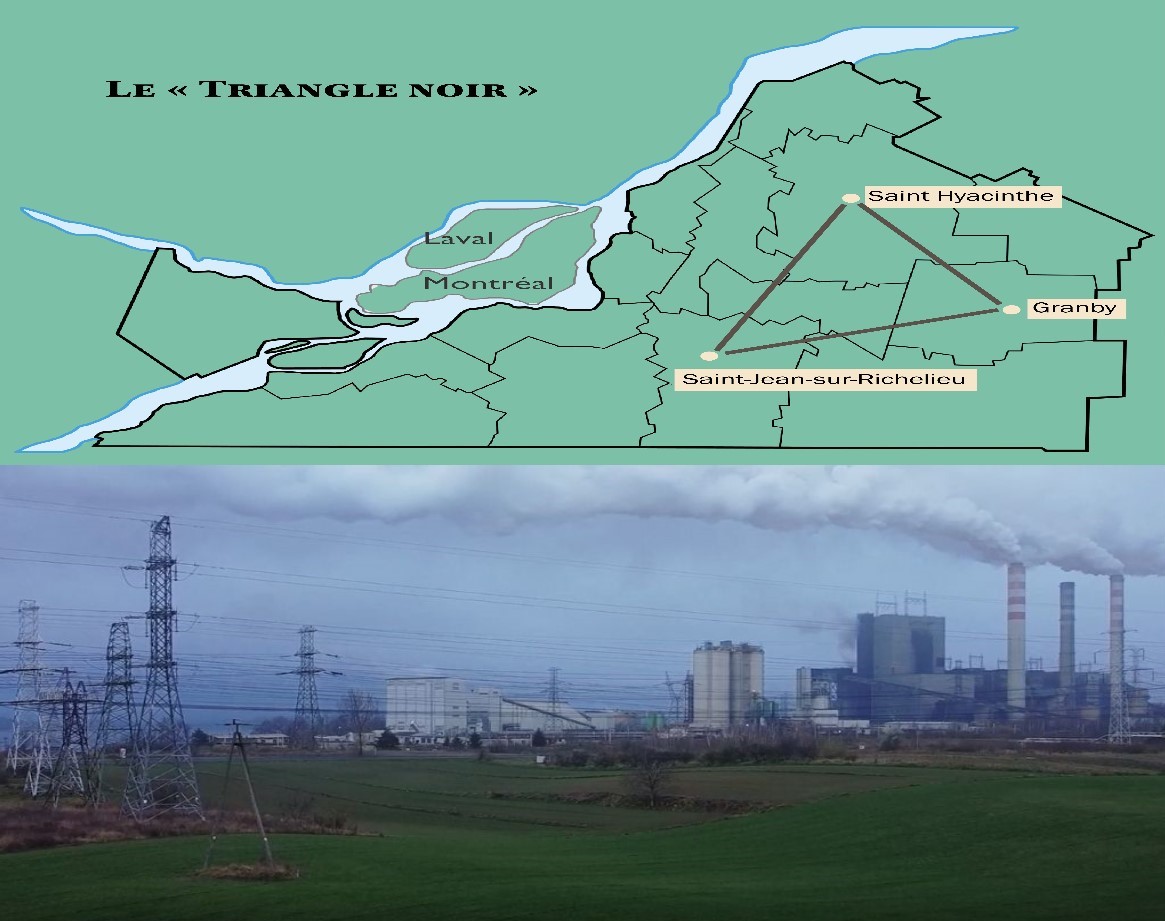 LE « TRIANGLE NOIR »
Saint Hyacinthe
Laval
Montréal
Granby
Saint-Jean-sur-Richelieu